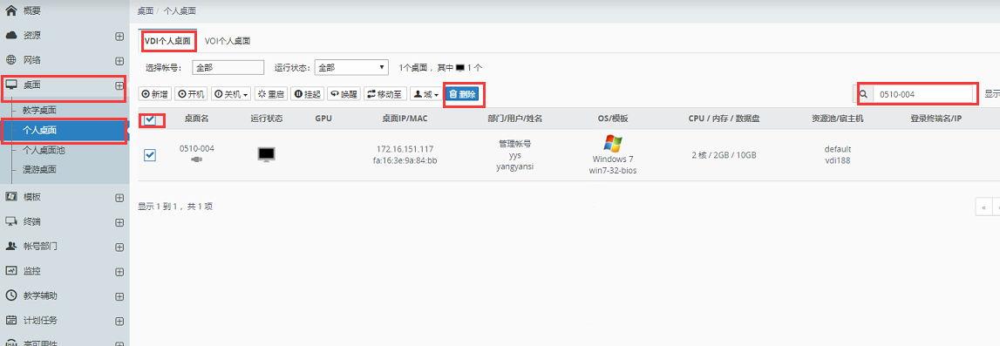 概要
资源
网络
桌面
教学桌面
个人桌面
个人桌面池
漫游桌面
模板
终端
帐号部门
监控
教学辅助
计划任务
高可用性
桌面 / 个人桌面
VDI个人桌面 VOI个人桌面
选择帐号： 全部 运行状态： 全部 1个桌面，其中 1 个
新增 开机 关机 重启 挂起 唤醒 移动至 域 删除 0510-004 显示
桌面名 运行状态 GPU 桌面IP/MAC 部门/用户/姓名 OS/模板 CPU / 内存 / 数据盘 资源池/宿主机 登录终端名/IP
0510-004 172.16.151.117 管理帐号 Windows 7 2 核 / 2GB / 10GB default
fa:16:3e:9a:84:bb yys win7-32-bios vdi188
yangyansi
显示 1 到 1 ，共 1 项
«